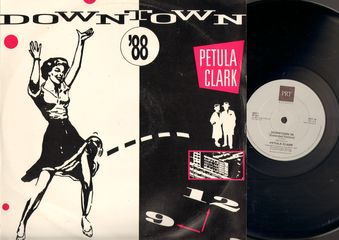 DOWNTOWN
'88
PETULA
CLARK
9 12
PRT
DOWNTOWN '88
PETULA CLARK